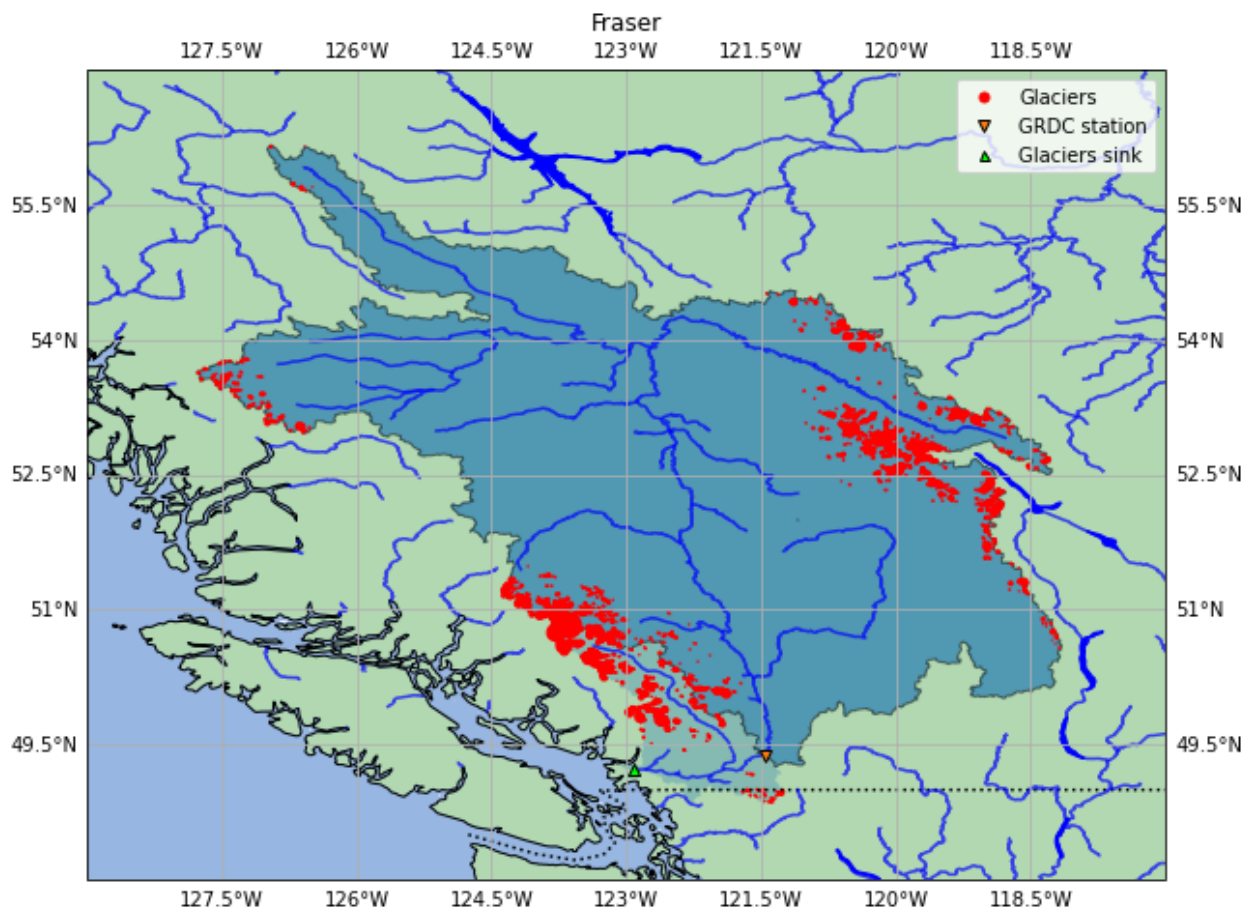 Fraser
127.5°W 126°W 124.5°W 123°W 121.5°W 120°W 118.5°W
Glaciers
GRDC station
Glaciers sink
55.5°N 55.5°N
54°N 54°N
52.5°N 52.5°N
51°N 51°N
49.5°N 49.5°N
127.5°W 126°W 124.5°W 123°W 121.5°W 120°W 118.5°W